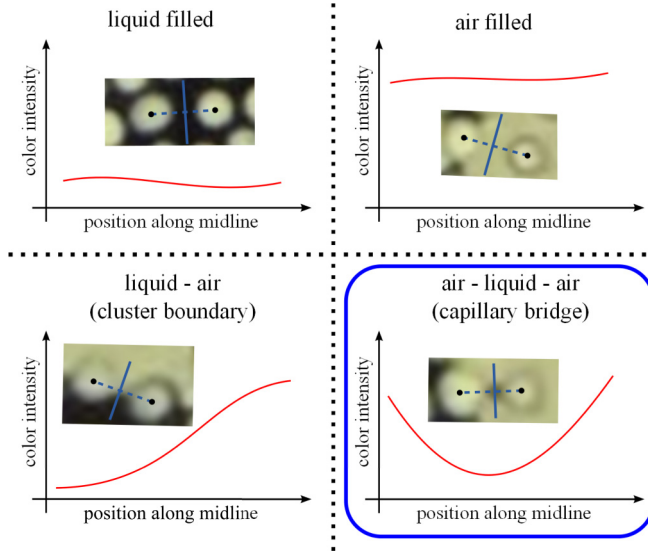 liquid filled
color intensity
position along midline
air filled
color intensity
position along midline
liquid - air
(cluster boundary)
color intensity
position along midline
air - liquid - air
(capillary bridge)
color intensity
position along midline